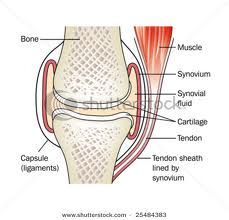 Bone
Muscle
Synovium
Synovial
fluid
Cartilage
Tendon
Capsule
(ligaments)
Tendon sheath
lined by
synovium
shutterstock
www.shutterstock.com · 25484383